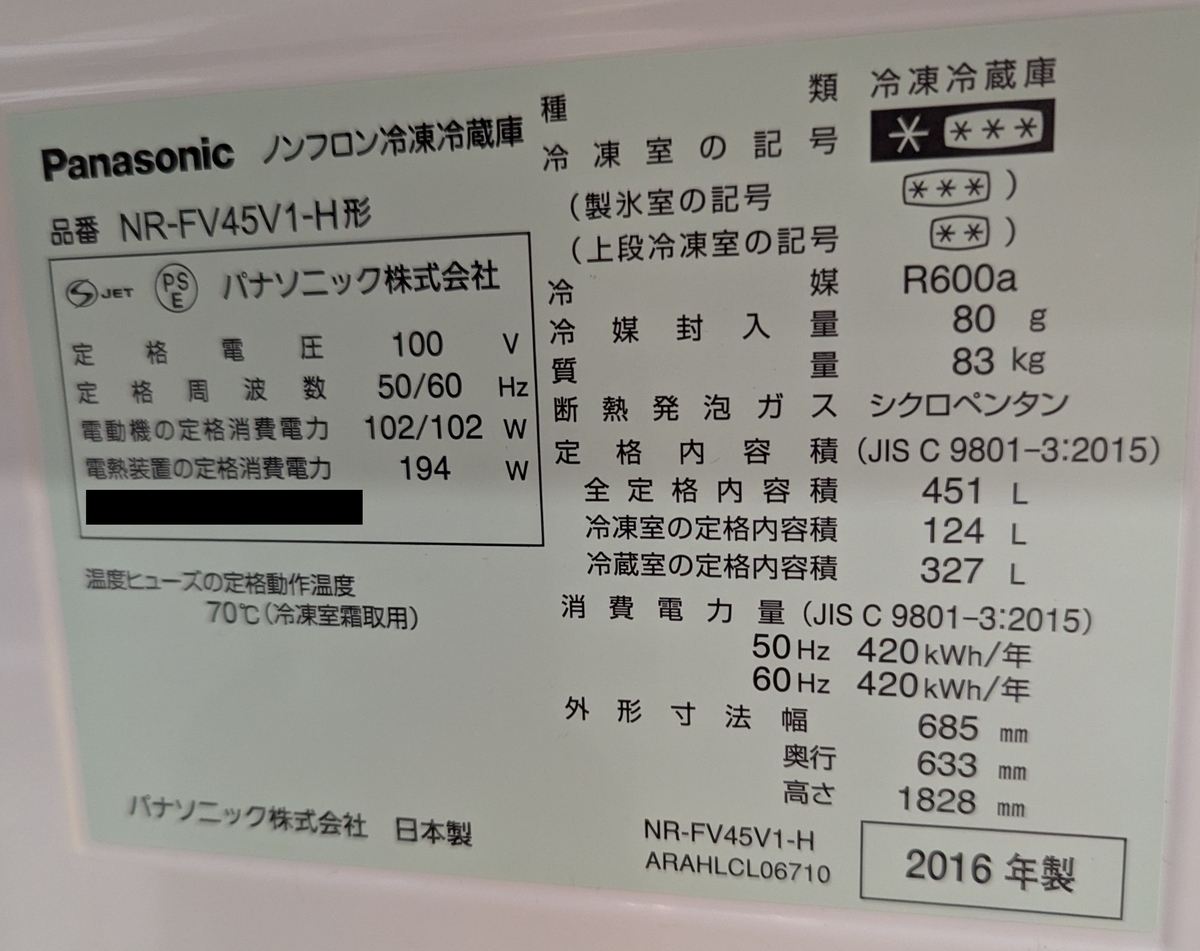 Panasonic ノンフロン冷凍冷蔵庫
品番 NR-FV45V1-H形
S JET PSE パナソニック株式会社
定格電圧 100 V
定格周波数 50/60 Hz
電動機の定格消費電力 102/102 W
電熱装置の定格消費電力 194 W
温度ヒューズの定格動作温度
70℃(冷凍室霜取用)
パナソニック株式会社 日本製
種類 冷凍冷蔵庫
冷凍室の記号 * ***
(製氷室の記号 ***)
(上段冷凍室の記号 **)
冷媒 R600a
冷媒封入量 80 g
質量 83 kg
断熱発泡ガス シクロペンタン
定格内容積 (JIS C 9801-3:2015)
全定格内容積 451 L
冷凍室の定格内容積 124 L
冷蔵室の定格内容積 327 L
消費電力量 (JIS C 9801-3:2015)
50Hz 420kWh/年
60Hz 420kWh/年
外形寸法幅 685 mm
奥行 633 mm
高さ 1828 mm
NR-FV45V1-H
ARAHLCL06710
2016年製